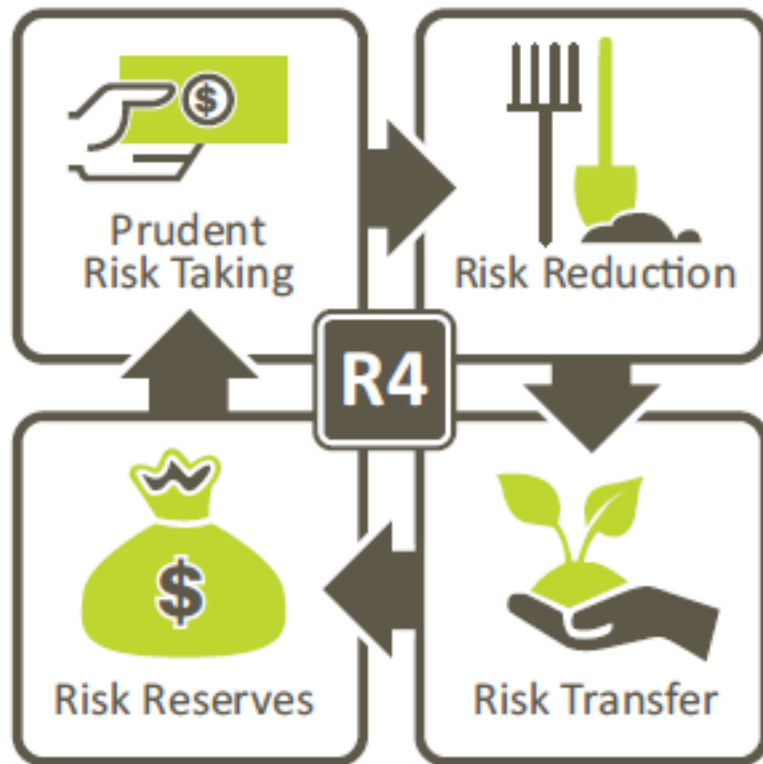 $
Prudent
Risk Taking
Risk Reduction
R4
$
Risk Reserves
Risk Transfer